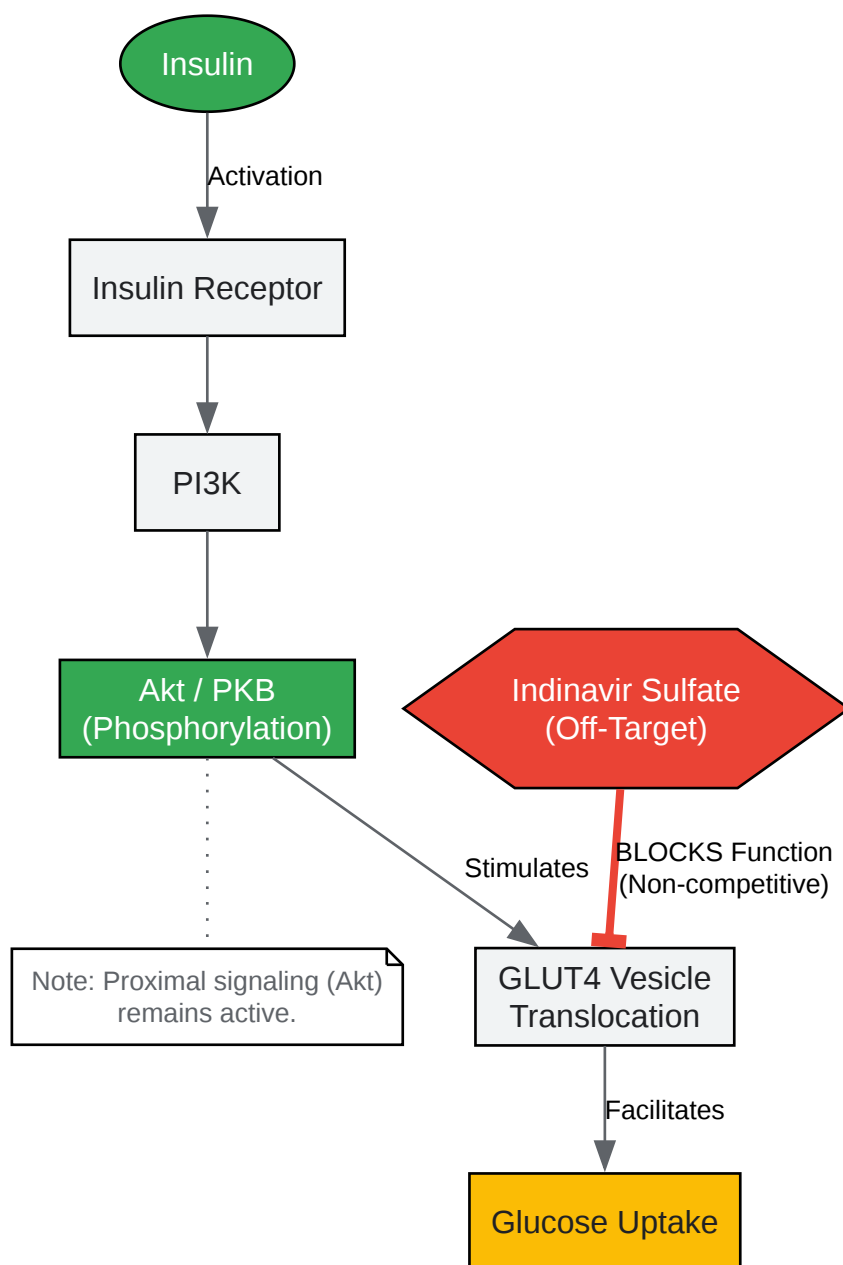 Insulin
Activation
Insulin Receptor
PI3K
Akt / PKB
(Phosphorylation)
Indinavir Sulfate
(Off-Target)
Stimulates
BLOCKS Function
(Non-competitive)
Note: Proximal signaling (Akt)
remains active.
GLUT4 Vesicle
Translocation
Facilitates
Glucose Uptake